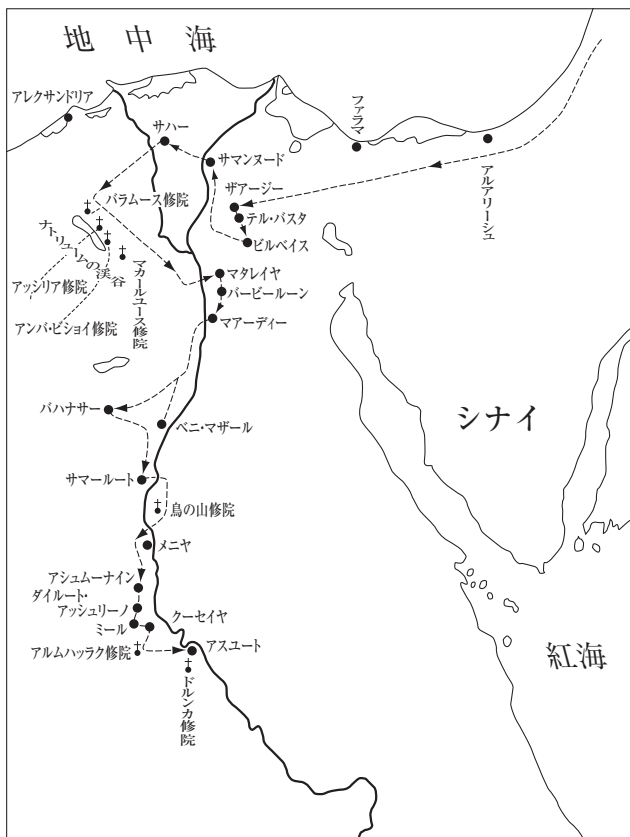 地中海
アレクサンドリア
ファラマ
サハー
サマンヌード
アルアリーシュ
ザアージー
バラムース修院
テル・バスタ
ビルベイス
ナトリュームの渓谷
マカールユース修院
マタレイヤ
アッシリア修院
バービールーン
アンバ・ビショイ修院
マアーディー
シナイ
バハナサー
ベニ・マザール
サマールート
鳥の山修院
メニヤ
アシュムーナイン
ダイルート・
アッシュリーノ
クーセイヤ
ミール
アスユート
アルムハッラク修院
ドルンカ修院
紅海